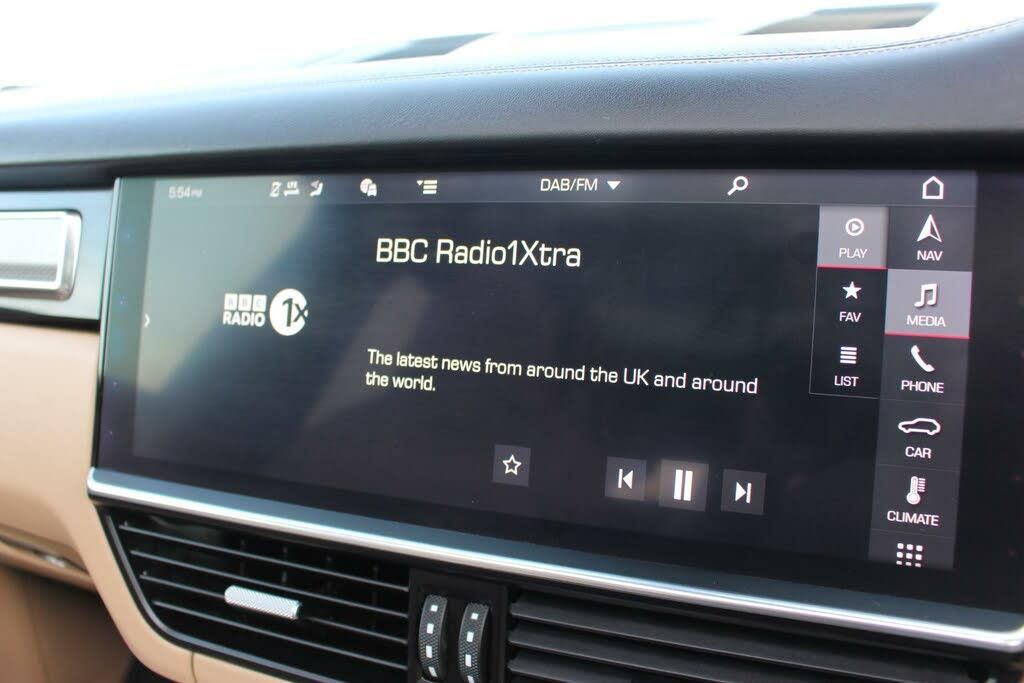 5:54 PM
LTE
DAB/FM
BBC Radio1Xtra
BBC
RADIO 1X
The latest news from around the UK and around
the world.
PLAY
FAV
LIST
NAV
MEDIA
PHONE
CAR
CLIMATE